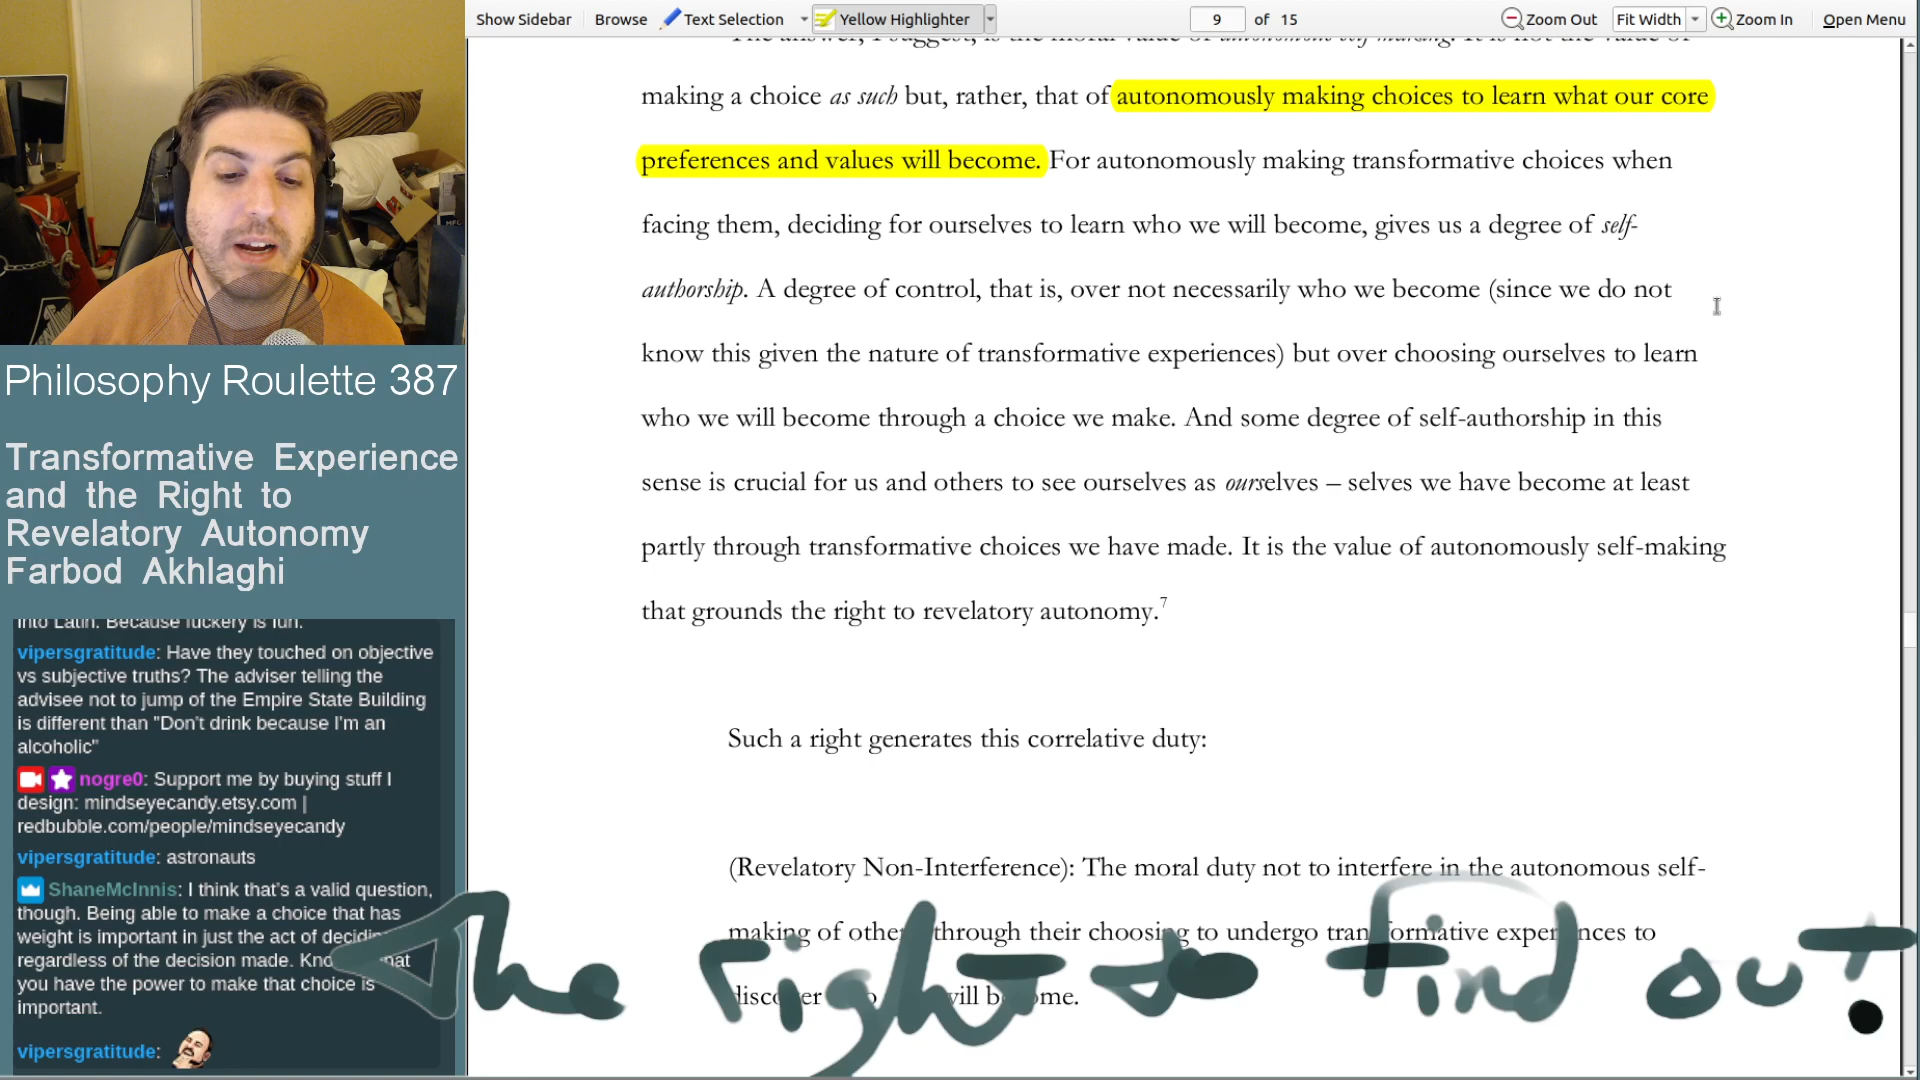 Show Sidebar Browse Text Selection Yellow Highlighter 9 of 15 Zoom Out Fit Width Zoom In Open Menu
making a choice as such but, rather, that of autonomously making choices to learn what our core
preferences and values will become. For autonomously making transformative choices when
facing them, deciding for ourselves to learn who we will become, gives us a degree of self-
authorship. A degree of control, that is, over not necessarily who we become (since we do not
know this given the nature of transformative experiences) but over choosing ourselves to learn
who we will become through a choice we make. And some degree of self-authorship in this
sense is crucial for us and others to see ourselves as ourselves – selves we have become at least
partly through transformative choices we have made. It is the value of autonomously self-making
that grounds the right to revelatory autonomy.7
Such a right generates this correlative duty:
(Revelatory Non-Interference): The moral duty not to interfere in the autonomous self-
making of others through their choosing to undergo transformative experiences to
discover will become.
The right to find out!
Philosophy Roulette 387
Transformative Experience
and the Right to
Revelatory Autonomy
Farbod Akhlaghi
into Latin. Because fuckery is fun.
vipersgratitude: Have they touched on objective
vs subjective truths? The adviser telling the
advisee not to jump of the Empire State Building
is different than "Don't drink because I'm an
alcoholic"
nogre0: Support me by buying stuff I
design: mindseyecandy.etsy.com |
redbubble.com/people/mindseyecandy
vipersgratitude: astronauts
ShaneMcInnis: I think that's a valid question,
though. Being able to make a choice that has
weight is important in just the act of deciding
regardless of the decision made. that
you have the power to make that choice is
important.
vipersgratitude: